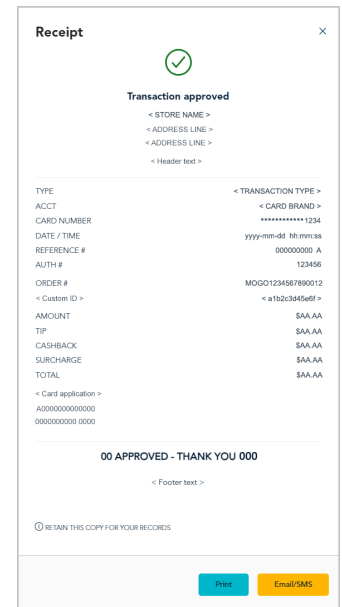 Receipt ×
Transaction approved
< STORE NAME >
< ADDRESS LINE >
< ADDRESS LINE >
< Header text >
TYPE < TRANSACTION TYPE >
ACCT < CARD BRAND >
CARD NUMBER ************1234
DATE / TIME yyyy-mm-dd hh:mm:ss
REFERENCE # 000000000 A
AUTH # 123456
ORDER # MOGO1234567890012
< Custom ID > < a1b2c3d45e6f >
AMOUNT $AA.AA
TIP $AA.AA
CASHBACK $AA.AA
SURCHARGE $AA.AA
TOTAL $AA.AA
< Card application >
A0000000000000
0000000000 0000
00 APPROVED - THANK YOU 000
< Footer text >
RETAIN THIS COPY FOR YOUR RECORDS
Print Email/SMS